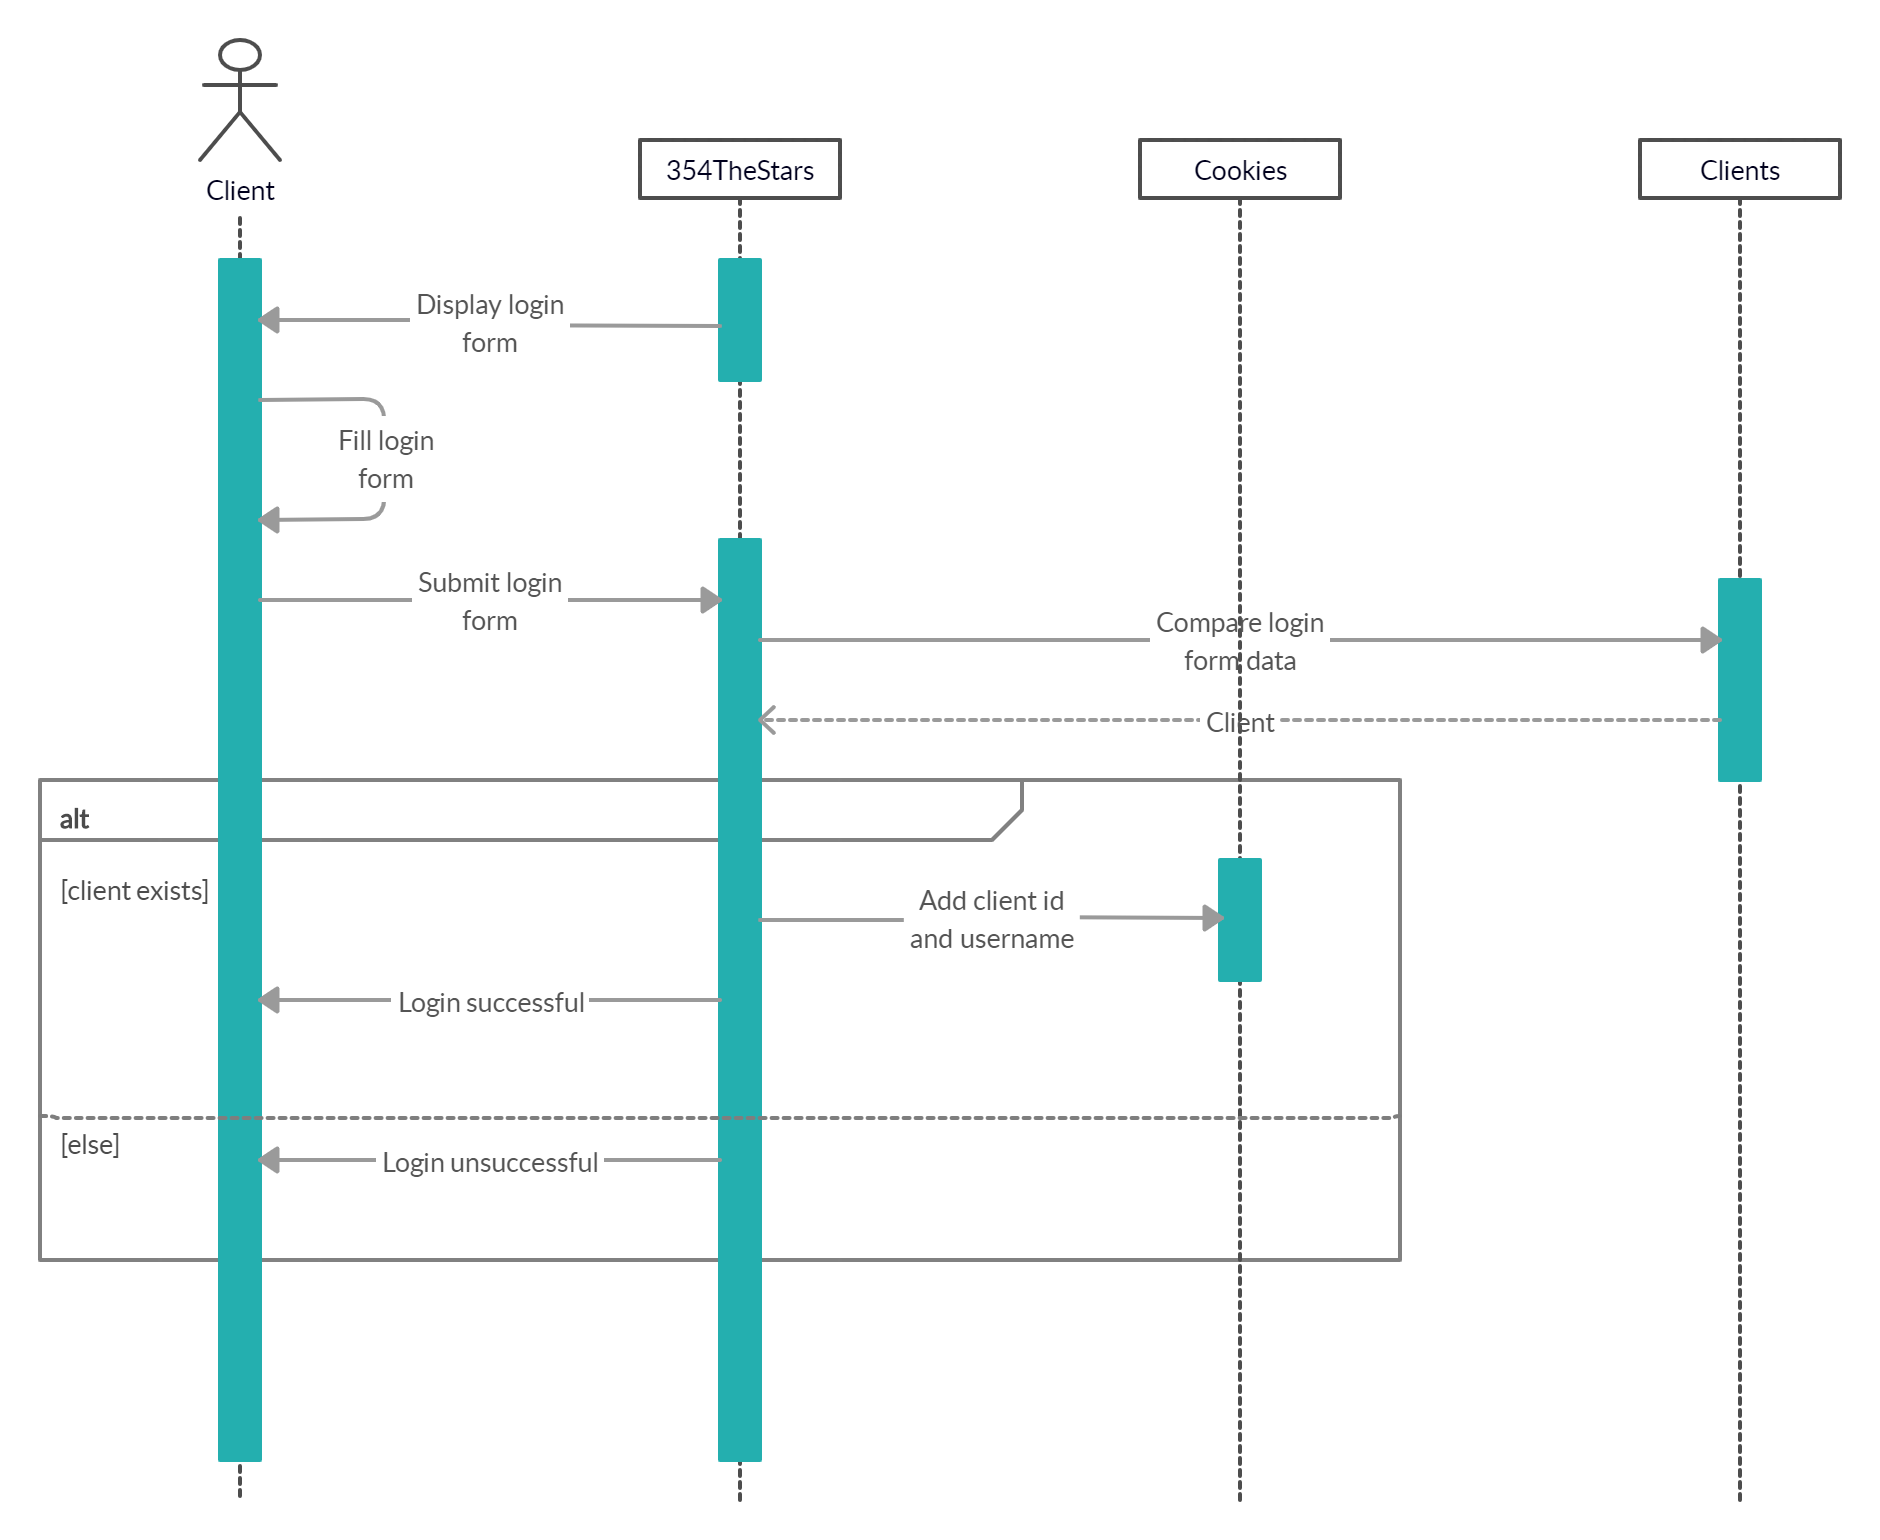 Client
354TheStars
Cookies
Clients
Display login
form
Fill login
form
Submit login
form
Compare login
form data
Client
alt
[client exists]
Add client id
and username
Login successful
[else]
Login unsuccessful